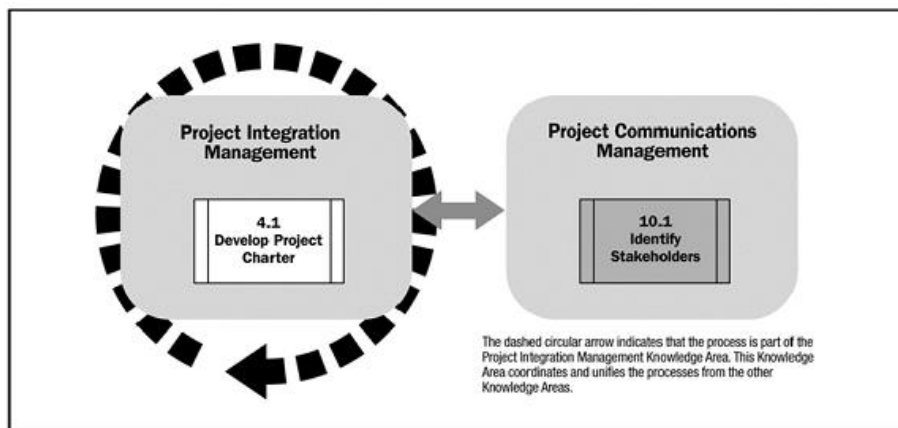 Project Integration
Management
4.1
Develop Project
Charter
Project Communications
Management
10.1
Identify
Stakeholders
The dashed circular arrow indicates that the process is part of the
Project Integration Management Knowledge Area. This Knowledge
Area coordinates and unifies the processes from the other
Knowledge Areas.